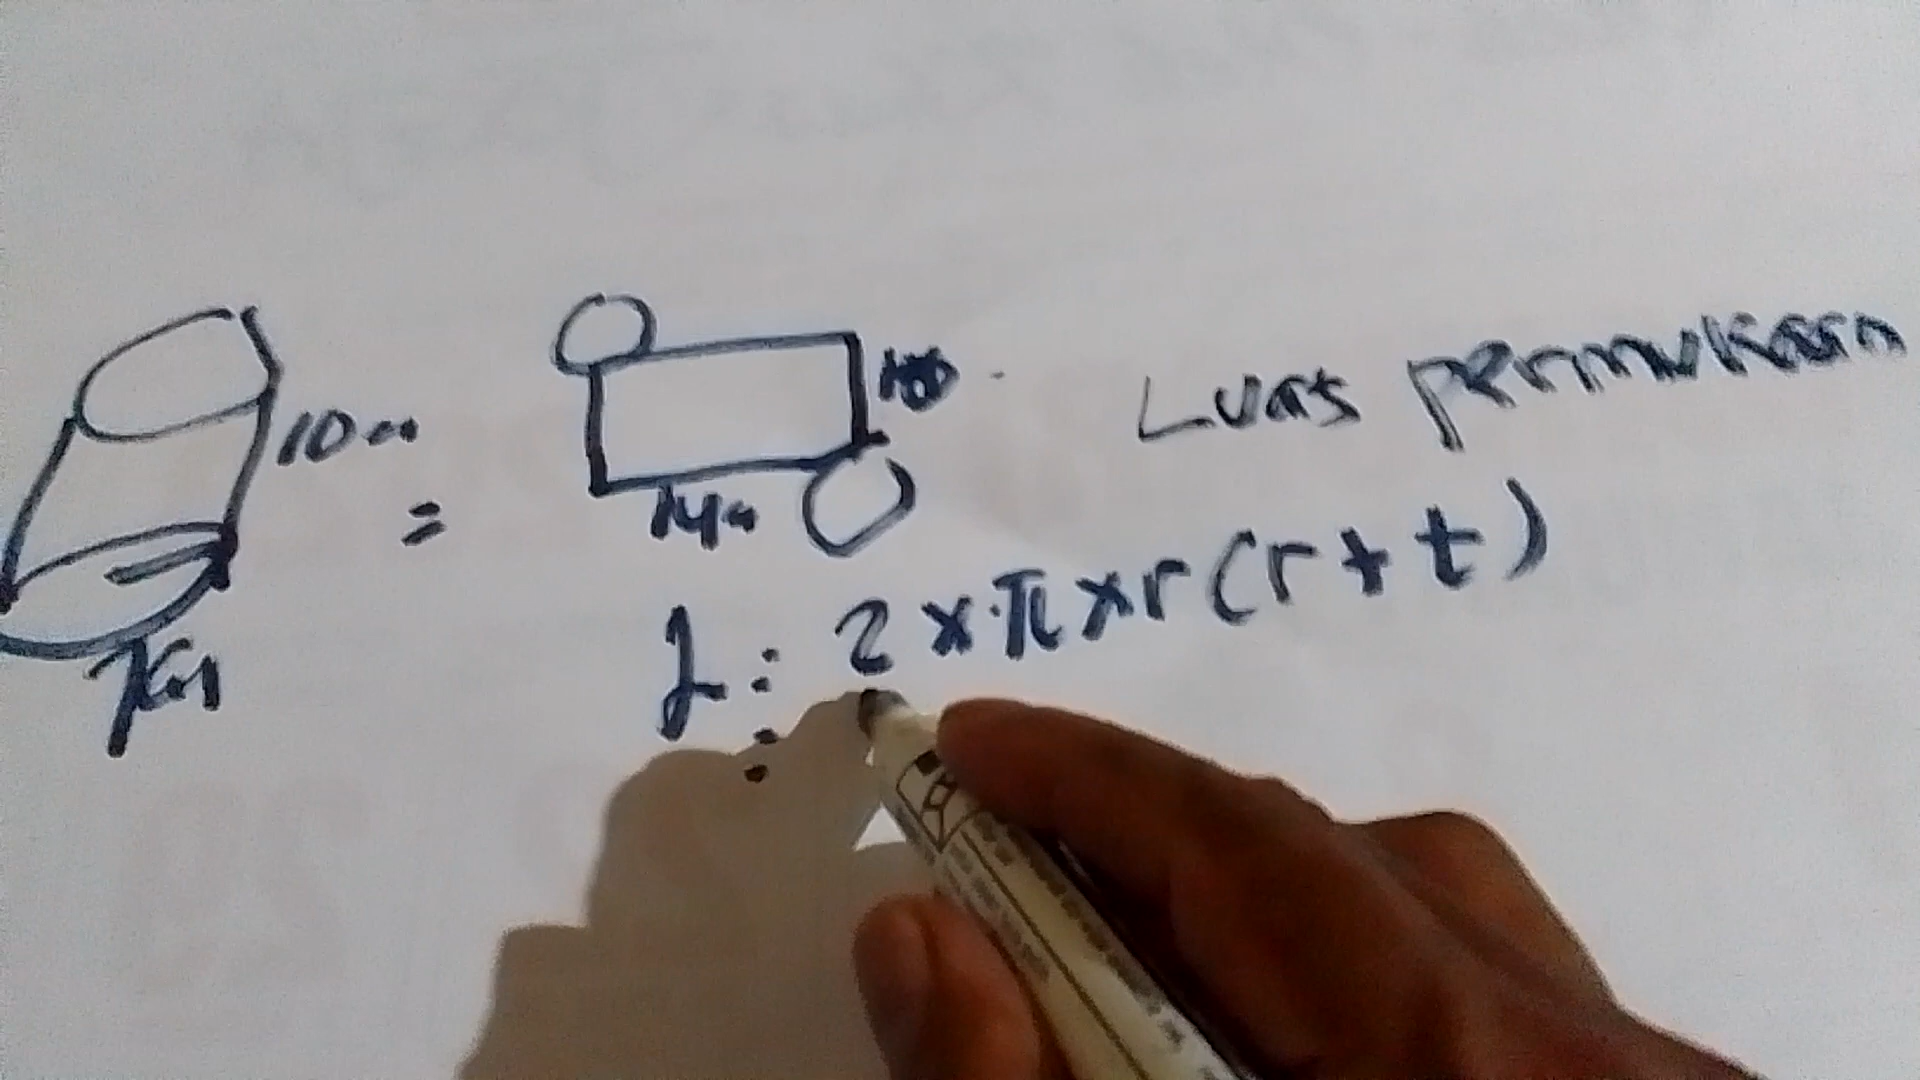 10cm
=
14cm
7cm
Luas permukaan
L = 2 x π x r (r + t)
=